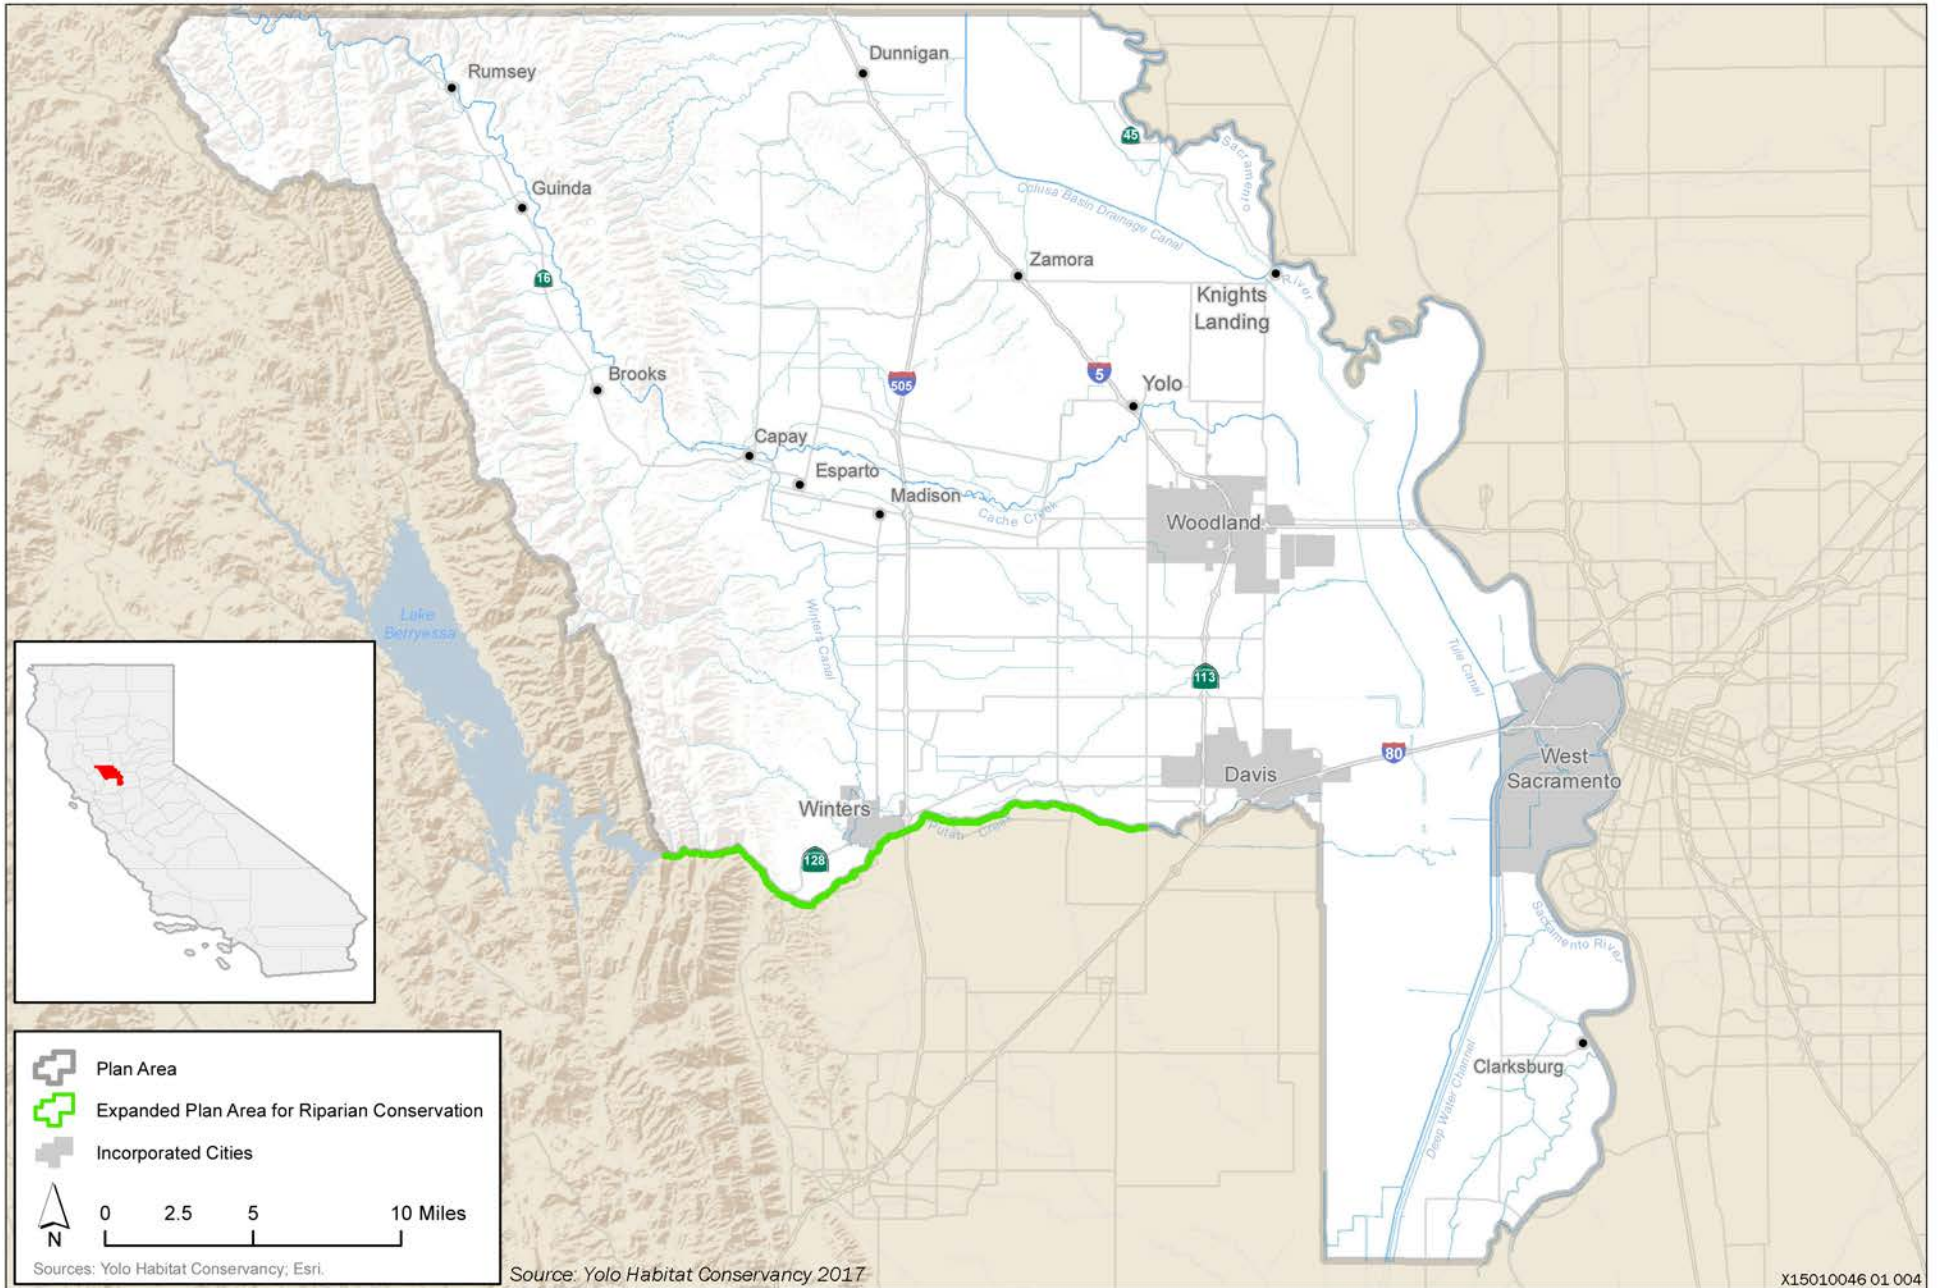 Dunnigan
Rumsey
45
Sacramento
Guinda
Colusa Basin Drainage Canal
Zamora
16
River
Knights
Landing
Brooks
505
5
Yolo
Capay
Esparto
Madison
Cache Creek
Woodland
Lake
Berryessa
Winters Canal
Tule Canal
113
80
Davis
West
Sacramento
Winters
Putah Creek
128
Sacramento River
Deep Water Channel
Clarksburg
Plan Area
Expanded Plan Area for Riparian Conservation
Incorporated Cities
0 2.5 5 10 Miles
N
Sources: Yolo Habitat Conservancy; Esri.
Source: Yolo Habitat Conservancy 2017
X15010046 01 004